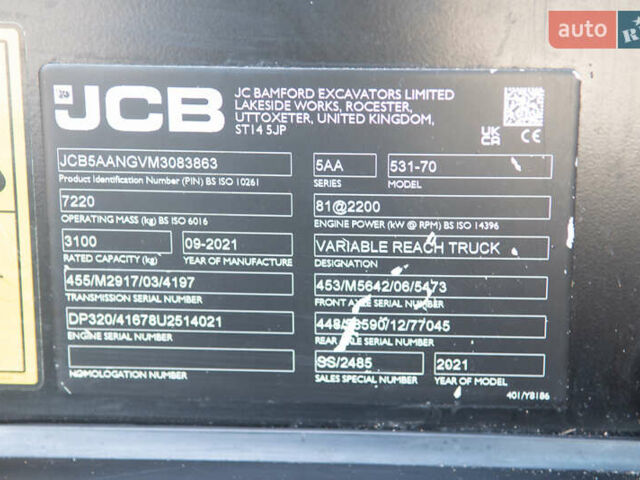 auto
R
JCB
JC BAMFORD EXCAVATORS LIMITED
LAKESIDE WORKS, ROCESTER,
UTTOXETER, UNITED KINGDOM,
ST14 5JP
UK
CA
CE
JCB5AANGVM3083863
Product Identification Number (PIN) BS ISO 10261
5AA
SERIES
531-70
MODEL
7220
OPERATING MASS (kg) BS ISO 6016
81@2200
ENGINE POWER (kW @ RPM) BS ISO 14396
3100
RATED CAPACITY (kg)
09-2021
YEAR OF MANUFACTURE
VARIABLE REACH TRUCK
DESIGNATION
455/M2917/03/4197
TRANSMISSION SERIAL NUMBER
453/M5642/06/5473
FRONT AXLE SERIAL NUMBER
DP320/41678U2514021
ENGINE SERIAL NUMBER
REAR AXLE SERIAL NUMBER
HOMOLOGATION NUMBER
SS/2485
SALES SPECIAL NUMBER
2021
YEAR OF MODEL
401/Y8186